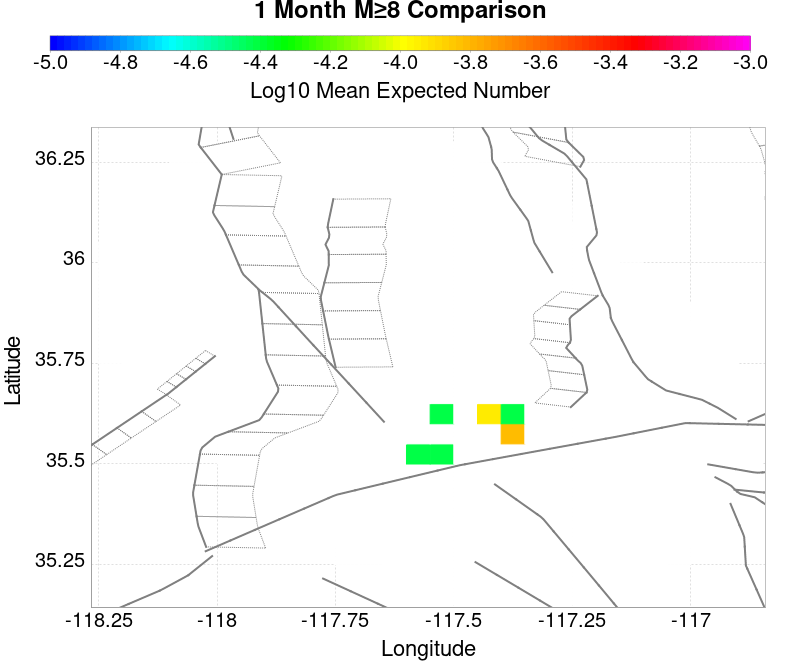 1 Month M≥8 Comparison
-5.0 -4.8 -4.6 -4.4 -4.2 -4.0 -3.8 -3.6 -3.4 -3.2 -3.0
Log10 Mean Expected Number
36.25
36
35.75
35.5
35.25
Latitude
-118.25 -118 -117.75 -117.5 -117.25 -117
Longitude